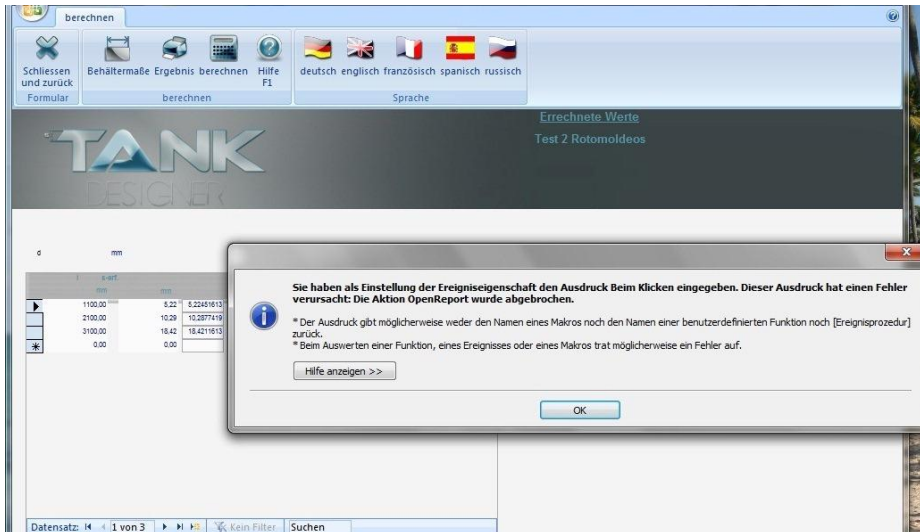 berechnen
Schliessen und zurück
Behältermaße Ergebnis berechnen Hilfe F1
deutsch englisch französisch spanisch russisch
Formular berechnen Sprache
Errechnete Werte
Test 2 Rotomoldeos
TANK
DESIGNER
d mm
s-art.
mm mm
1100,00 5,22 5,22451613
2100,00 10,29 10,2877419
3100,00 18,42 18,4211613
0,00 0,00
Sie haben als Einstellung der Ereigniseigenschaft den Ausdruck Beim Klicken eingegeben. Dieser Ausdruck hat einen Fehler
verursacht: Die Aktion OpenReport wurde abgebrochen.
* Der Ausdruck gibt möglicherweise weder den Namen eines Makros noch den Namen einer benutzerdefinierten Funktion noch [Ereignisprozedur]
zurück.
* Beim Auswerten einer Funktion, eines Ereignisses oder eines Makros trat möglicherweise ein Fehler auf.
Hilfe anzeigen >>
OK
Datensatz: 1 von 3 Kein Filter Suchen